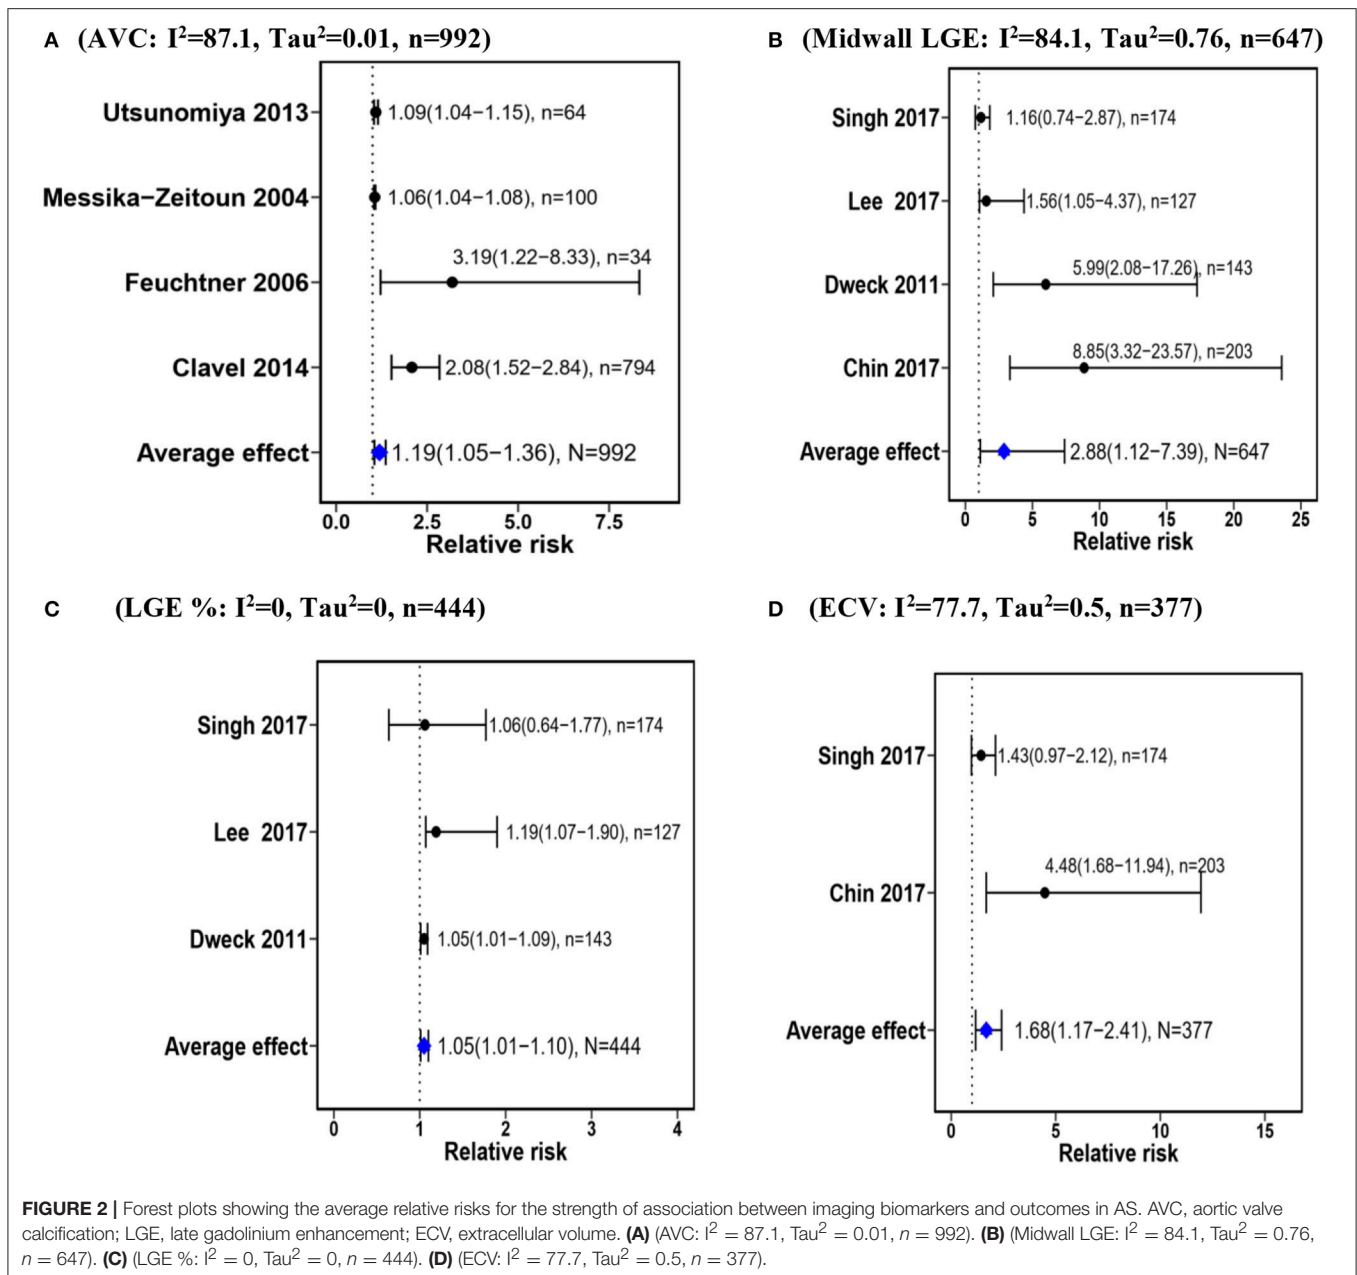 A (AVC: I²=87.1, Tau²=0.01, n=992)
Utsunomiya 2013 1.09(1.04−1.15), n=64
Messika−Zeitoun 2004 1.06(1.04−1.08), n=100
Feuchtner 2006 3.19(1.22−8.33), n=34
Clavel 2014 2.08(1.52−2.84), n=794
Average effect 1.19(1.05−1.36), N=992
0.0 2.5 5.0 7.5
Relative risk
B (Midwall LGE: I²=84.1, Tau²=0.76, n=647)
Singh 2017 1.16(0.74−2.87), n=174
Lee 2017 1.56(1.05−4.37), n=127
Dweck 2011 5.99(2.08−17.26), n=143
Chin 2017 8.85(3.32−23.57), n=203
Average effect 2.88(1.12−7.39), N=647
0 5 10 15 20 25
Relative risk
C (LGE %: I²=0, Tau²=0, n=444)
Singh 2017 1.06(0.64−1.77), n=174
Lee 2017 1.19(1.07−1.90), n=127
Dweck 2011 1.05(1.01−1.09), n=143
Average effect 1.05(1.01−1.10), N=444
0 1 2 3 4
Relative risk
D (ECV: I²=77.7, Tau²=0.5, n=377)
Singh 2017 1.43(0.97−2.12), n=174
Chin 2017 4.48(1.68−11.94), n=203
Average effect 1.68(1.17−2.41), N=377
0 5 10 15
Relative risk
FIGURE 2 | Forest plots showing the average relative risks for the strength of association between imaging biomarkers and outcomes in AS. AVC, aortic valve
calcification; LGE, late gadolinium enhancement; ECV, extracellular volume. (A) (AVC: I² = 87.1, Tau² = 0.01, n = 992). (B) (Midwall LGE: I² = 84.1, Tau² = 0.76,
n = 647). (C) (LGE %: I² = 0, Tau² = 0, n = 444). (D) (ECV: I² = 77.7, Tau² = 0.5, n = 377).